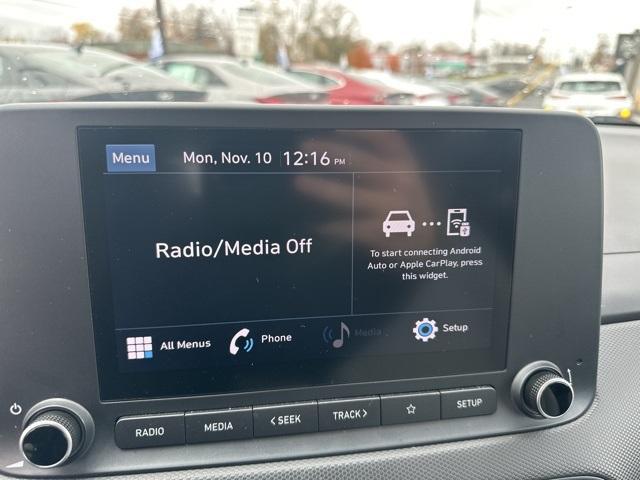 Menu Mon, Nov. 10 12:16 PM
Radio/Media Off
To start connecting Android
Auto or Apple CarPlay, press
this widget.
All Menus Phone Media Setup
RADIO MEDIA < SEEK TRACK > ☆ SETUP